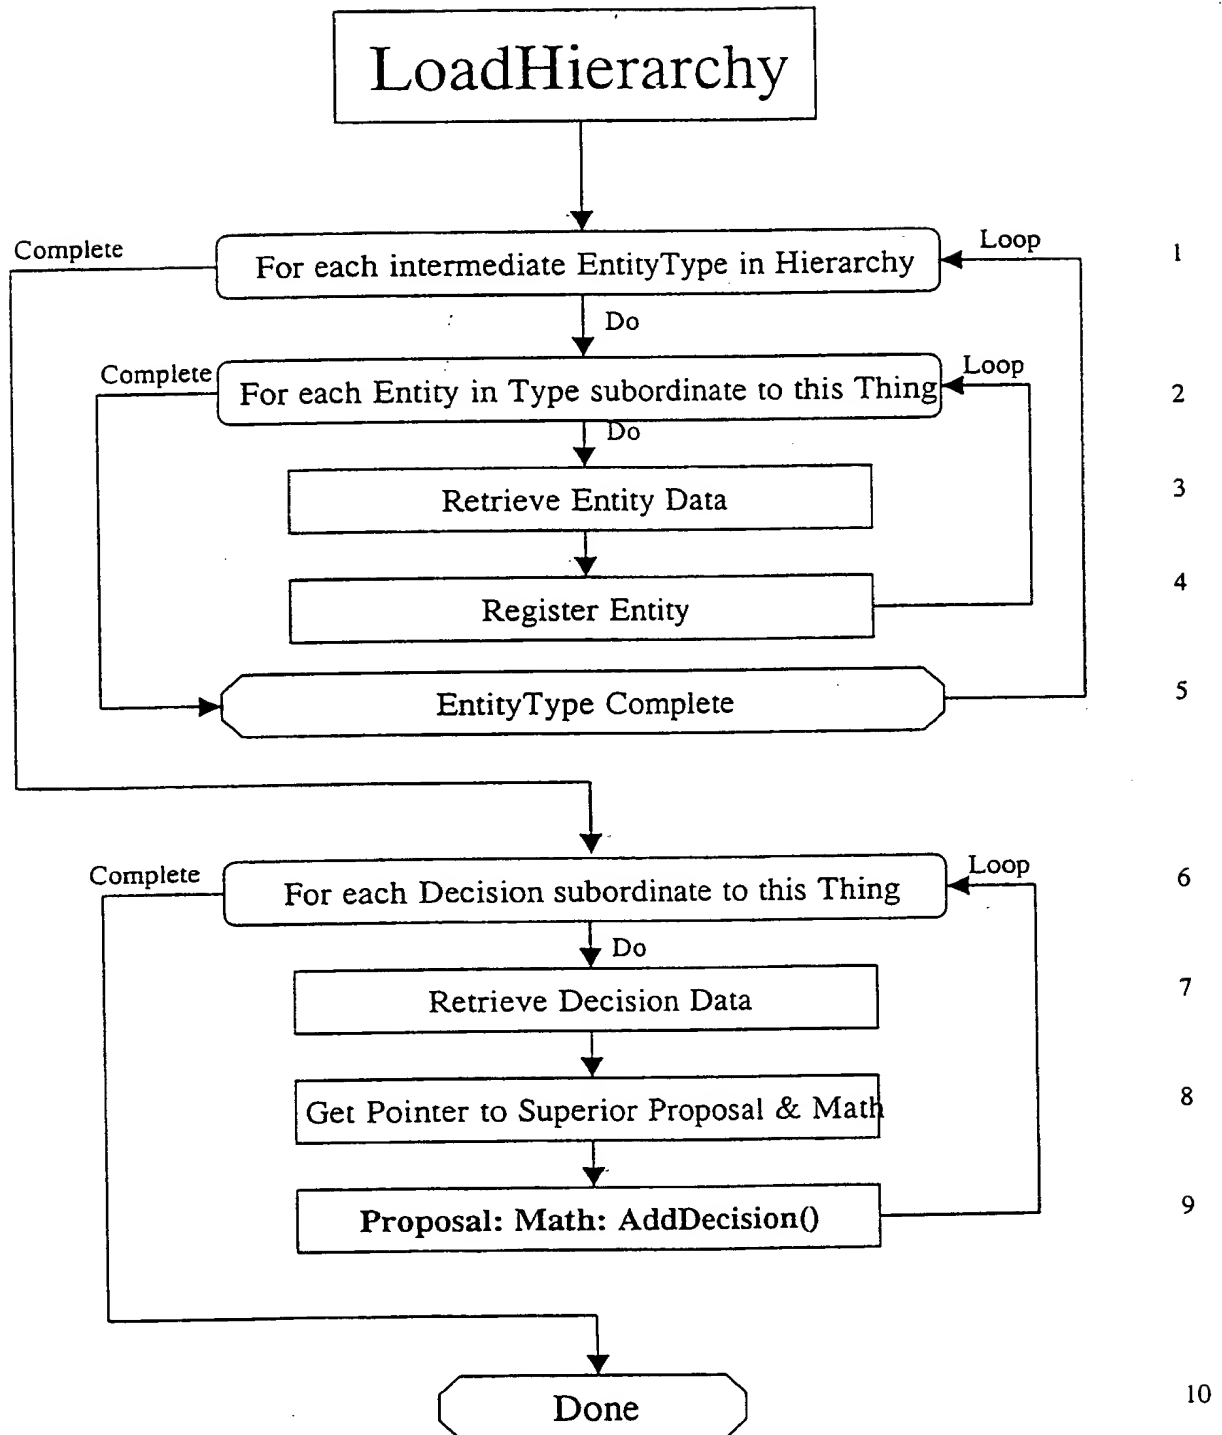 LoadHierarchy
Complete
For each intermediate EntityType in Hierarchy
Loop
1
Do
Complete
For each Entity in Type subordinate to this Thing
Loop
2
Do
Retrieve Entity Data
3
Register Entity
4
EntityType Complete
5
Complete
For each Decision subordinate to this Thing
Loop
6
Do
Retrieve Decision Data
7
Get Pointer to Superior Proposal & Math
8
Proposal: Math: AddDecision()
9
Done
10